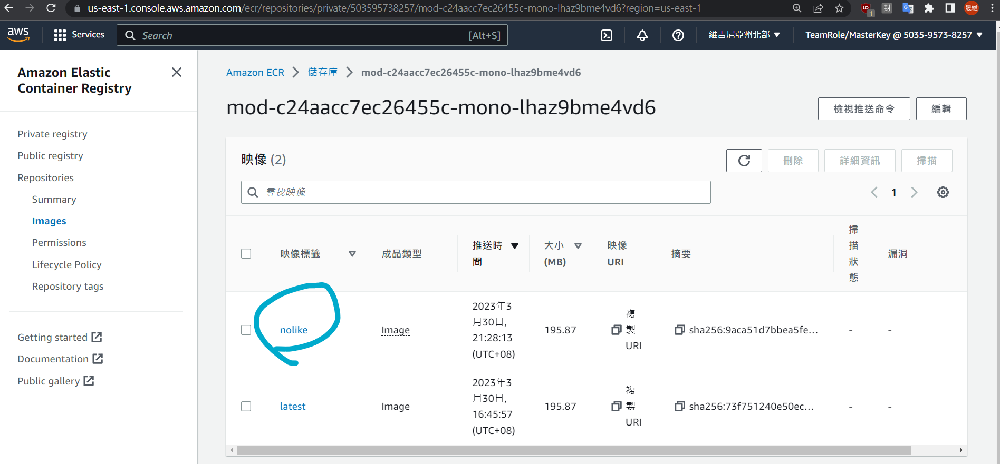 us-east-1.console.aws.amazon.com/ecr/repositories/private/503595738257/mod-c24aacc7ec26455c-mono-lhaz9bme4vd6?region=us-east-1
1
封
晟維
aws
Services
Search
[Alt+S]
維吉尼亞州北部
TeamRole/MasterKey @ 5035-9573-8257
Amazon Elastic
Container Registry
Private registry
Public registry
Repositories
Summary
Images
Permissions
Lifecycle Policy
Repository tags
Getting started
Documentation
Public gallery
Amazon ECR
儲存庫
mod-c24aacc7ec26455c-mono-lhaz9bme4vd6
mod-c24aacc7ec26455c-mono-lhaz9bme4vd6
檢視推送命令
編輯
映像 (2)
刪除
詳細資訊
掃描
尋找映像
1
映像標籤
成品類型
推送時
間
大小
(MB)
映像
URI
摘要
掃
描
狀
態
漏洞
nolike
Image
2023年3
月30日,
21:28:13
(UTC+08)
195.87
複
製
URI
sha256:9aca51d7bbea5fe...
-
-
latest
Image
2023年3
月30日,
16:45:57
(UTC+08)
195.87
複
製
URI
sha256:73f751240e50ec...
-
-